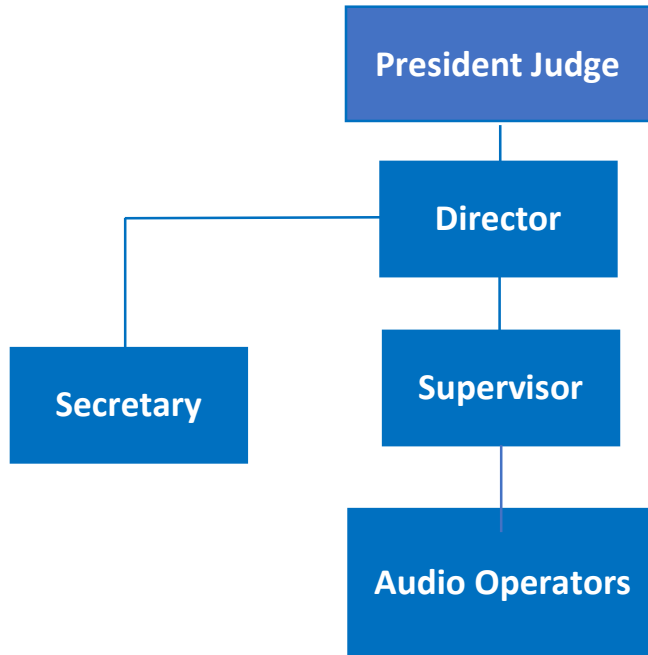 President Judge
Director
Secretary
Supervisor
Audio Operators